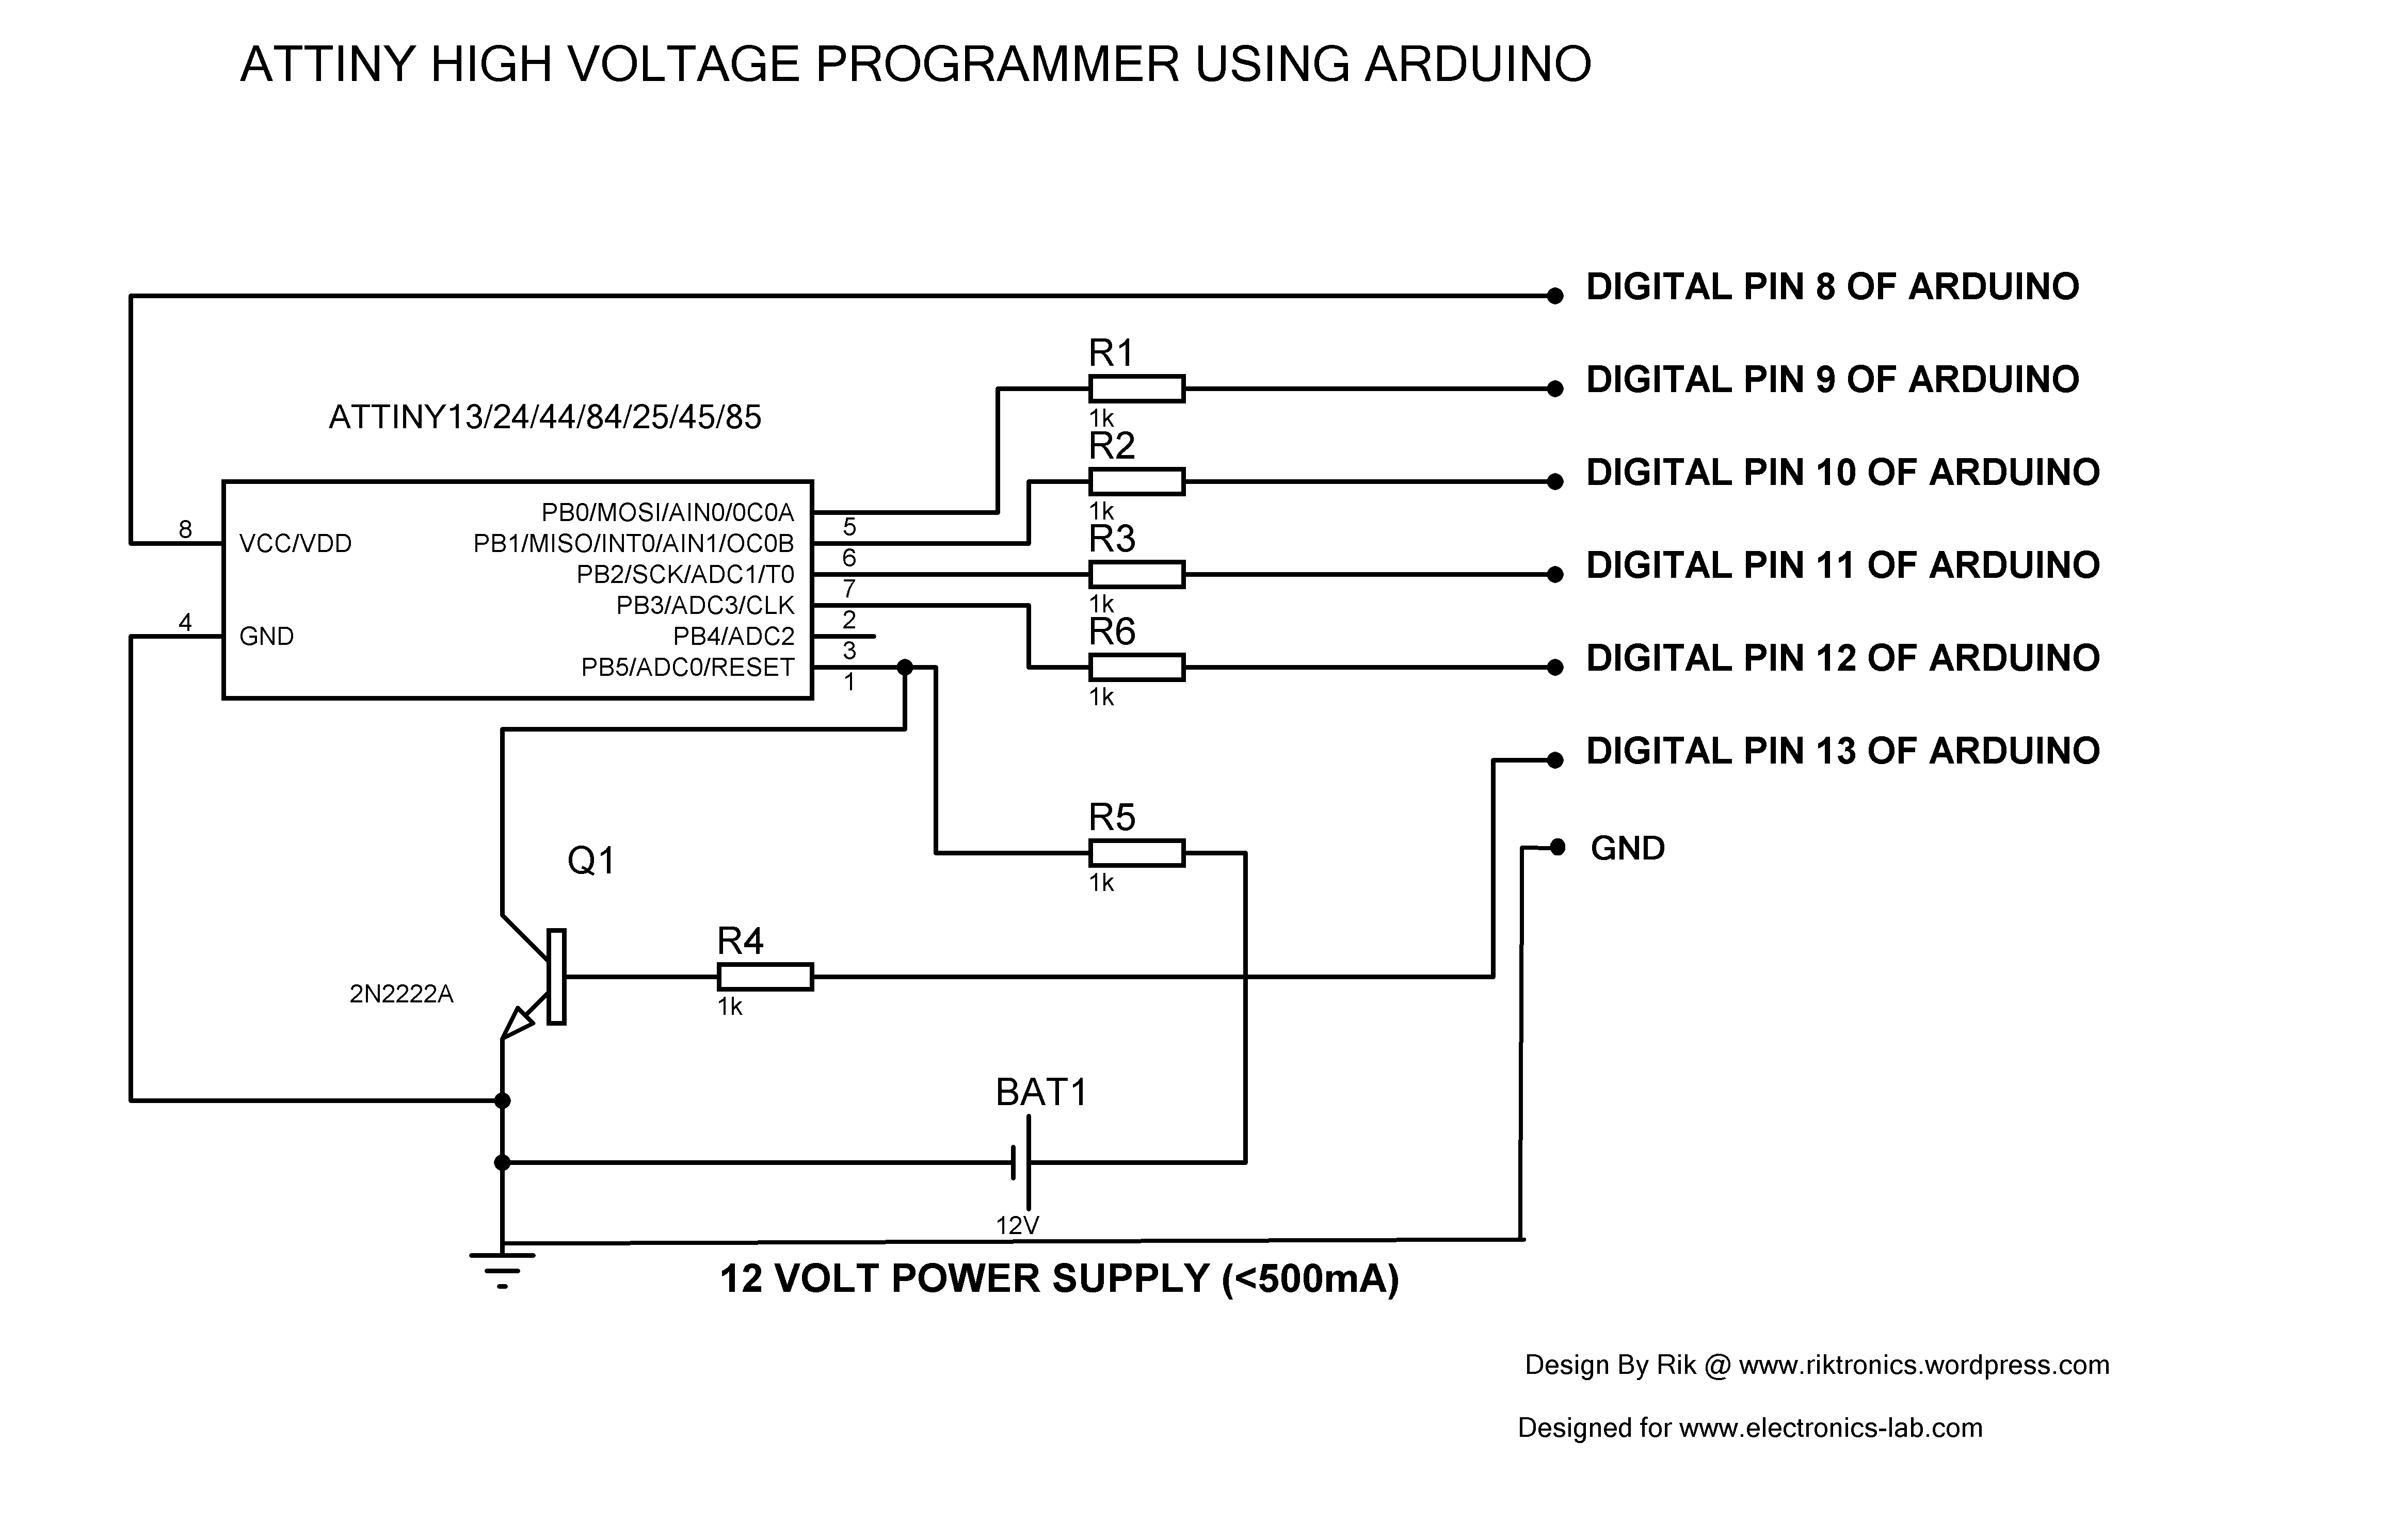 ATTINY HIGH VOLTAGE PROGRAMMER USING ARDUINO
DIGITAL PIN 8 OF ARDUINO
R1
1k
DIGITAL PIN 9 OF ARDUINO
ATTINY13/24/44/84/25/45/85
R2
1k
DIGITAL PIN 10 OF ARDUINO
R3
1k
DIGITAL PIN 11 OF ARDUINO
R6
1k
DIGITAL PIN 12 OF ARDUINO
8
VCC/VDD
4
GND
PB0/MOSI/AIN0/0C0A
5
PB1/MISO/INT0/AIN1/OC0B
6
PB2/SCK/ADC1/T0
7
PB3/ADC3/CLK
2
PB4/ADC2
3
PB5/ADC0/RESET
1
DIGITAL PIN 13 OF ARDUINO
R5
1k
GND
Q1
2N2222A
R4
1k
BAT1
12V
12 VOLT POWER SUPPLY (<500mA)
Design By Rik @ www.riktronics.wordpress.com
Designed for www.electronics-lab.com